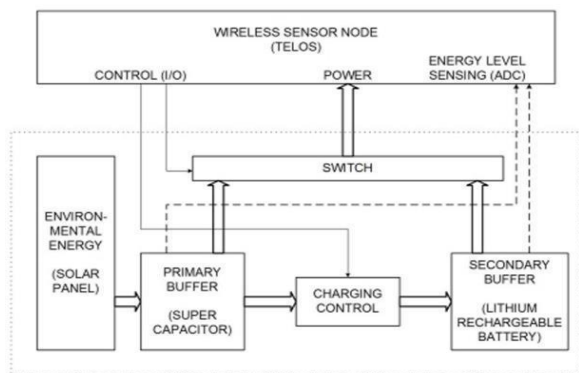 WIRELESS SENSOR NODE
(TELOS)
ENERGY LEVEL
CONTROL (I/O) POWER SENSING (ADC)
SWITCH
ENVIRON-
MENTAL
ENERGY
(SOLAR
PANEL)
PRIMARY
BUFFER
(SUPER
CAPACITOR)
CHARGING
CONTROL
SECONDARY
BUFFER
(LITHIUM
RECHARGEABLE
BATTERY)